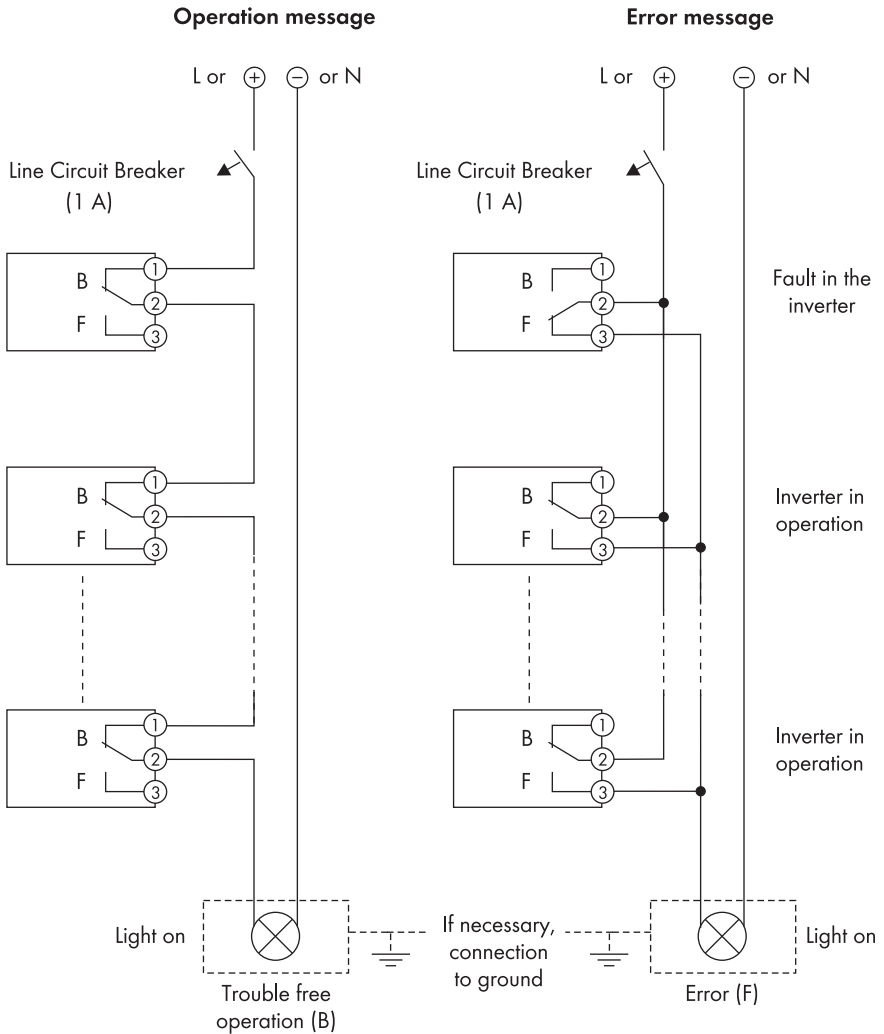 Operation message
Error message
L or + − or N
L or + − or N
Line Circuit Breaker
(1 A)
Line Circuit Breaker
(1 A)
B
F
1
2
3
B
F
1
2
3
Fault in the
inverter
B
F
1
2
3
B
F
1
2
3
Inverter in
operation
B
F
1
2
3
B
F
1
2
3
Inverter in
operation
Light on
Trouble free
operation (B)
If necessary,
connection
to ground
Light on
Error (F)